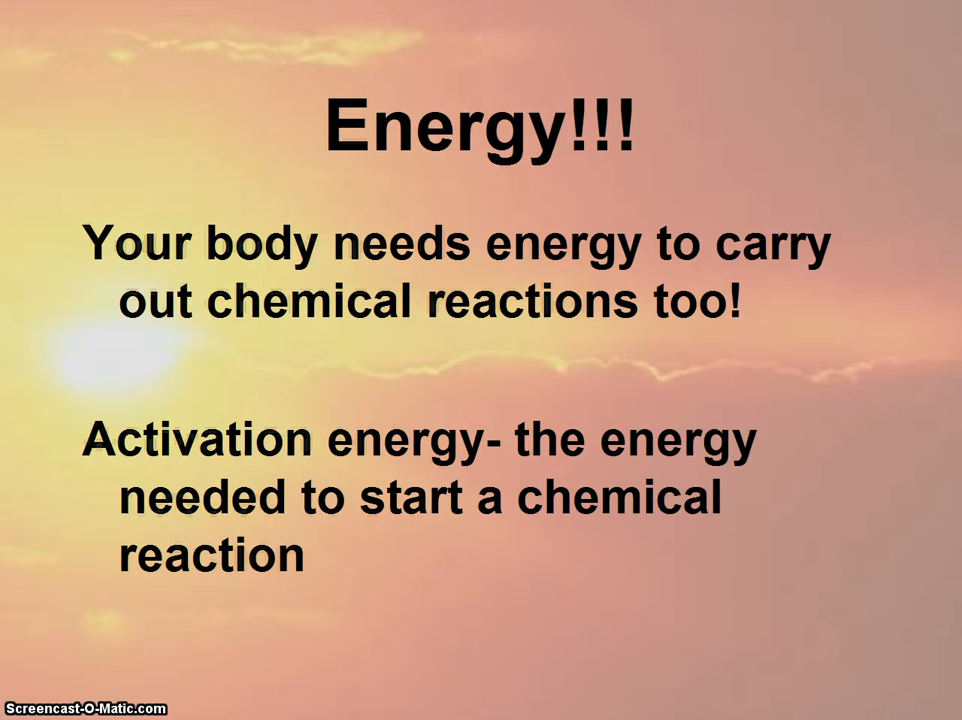 Energy!!!
Your body needs energy to carry
out chemical reactions too!
Activation energy- the energy
needed to start a chemical
reaction
Screencast-O-Matic.com